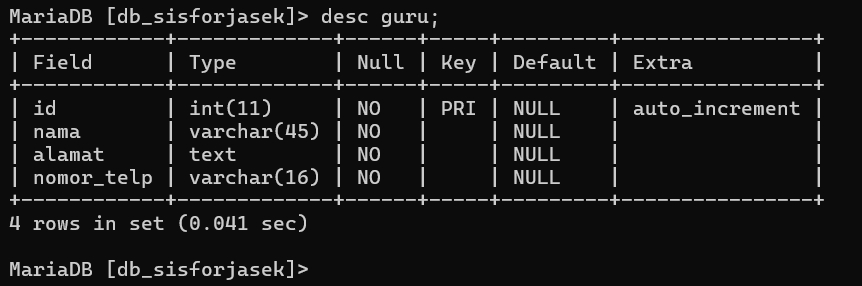 MariaDB [db_sisforjasek]> desc guru;
+------------+-------------+------+-----+---------+----------------+
| Field      | Type        | Null | Key | Default | Extra          |
+------------+-------------+------+-----+---------+----------------+
| id         | int(11)     | NO   | PRI | NULL    | auto_increment |
| nama       | varchar(45) | NO   |     | NULL    |                |
| alamat     | text        | NO   |     | NULL    |                |
| nomor_telp | varchar(16) | NO   |     | NULL    |                |
+------------+-------------+------+-----+---------+----------------+
4 rows in set (0.041 sec)
MariaDB [db_sisforjasek]>